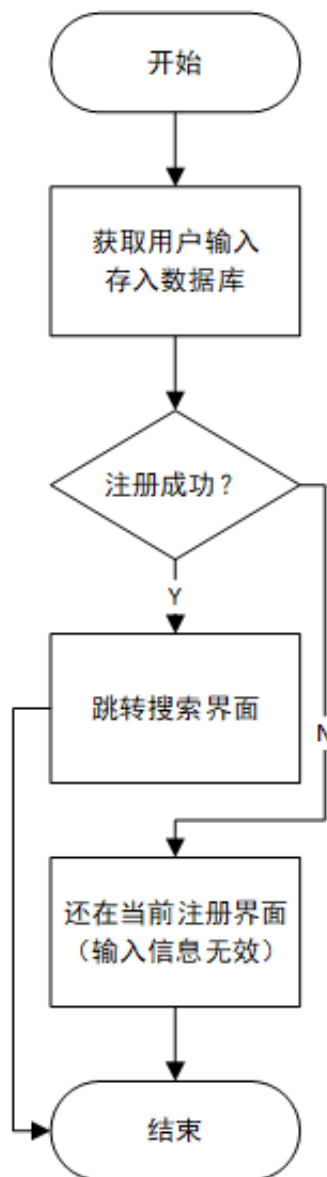 开始
获取用户输入
存入数据库
注册成功？
Y
跳转搜索界面
N
还在当前注册界面
（输入信息无效）
结束